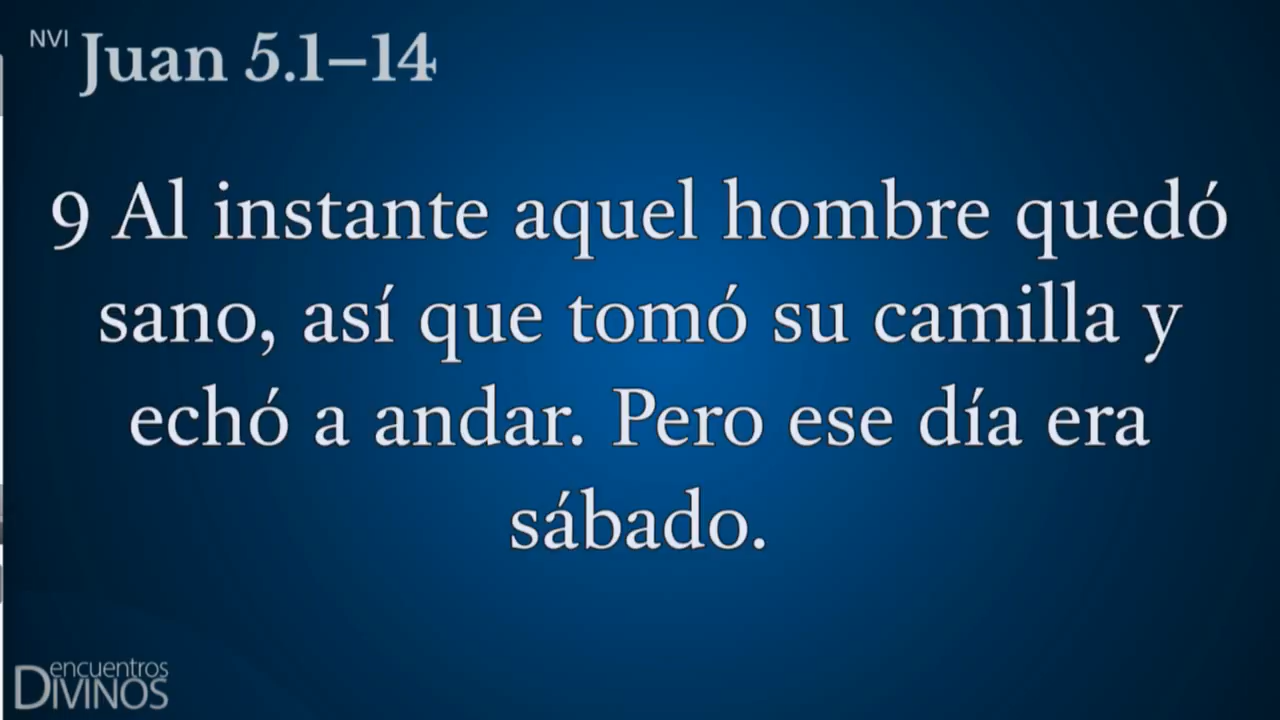 NVI Juan 5.1–14
9 Al instante aquel hombre quedó
sano, así que tomó su camilla y
echó a andar. Pero ese día era
sábado.
encuentros
DIVINOS